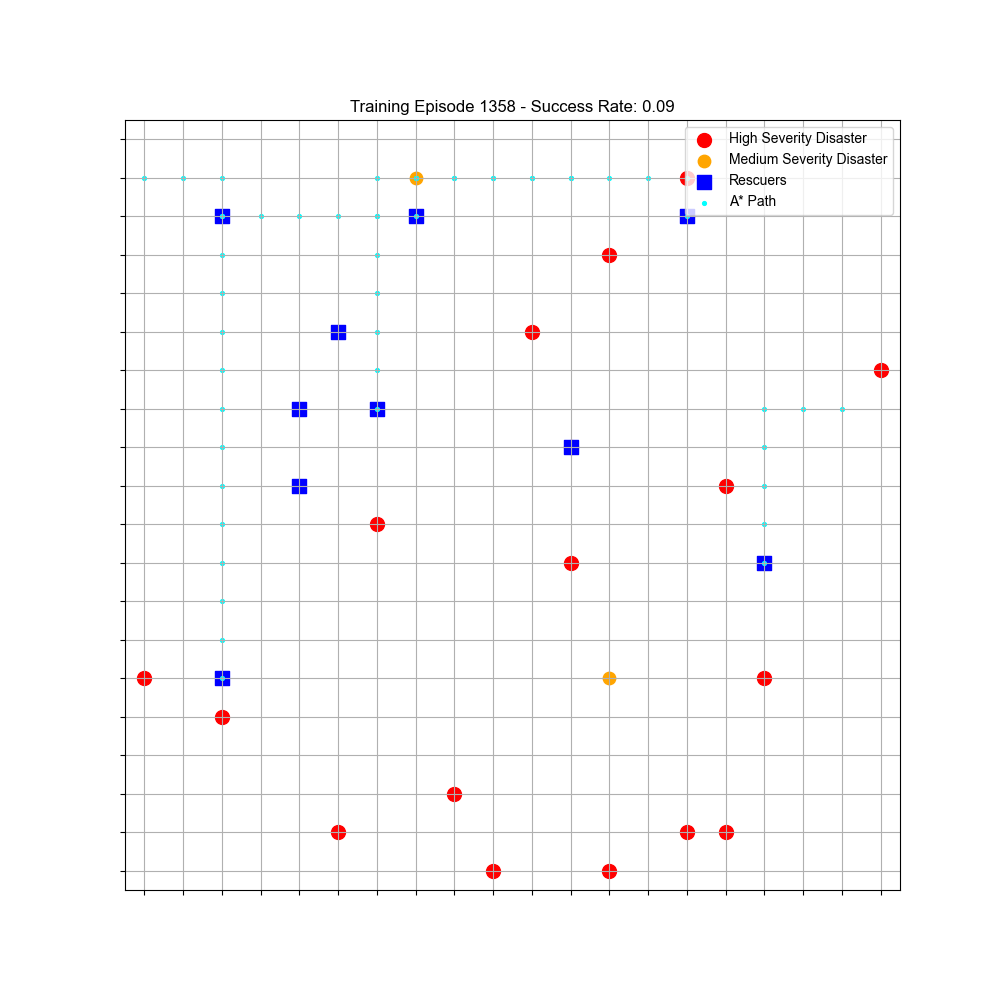 Training Episode 1358 - Success Rate: 0.09
High Severity Disaster
Medium Severity Disaster
Rescuers
A* Path